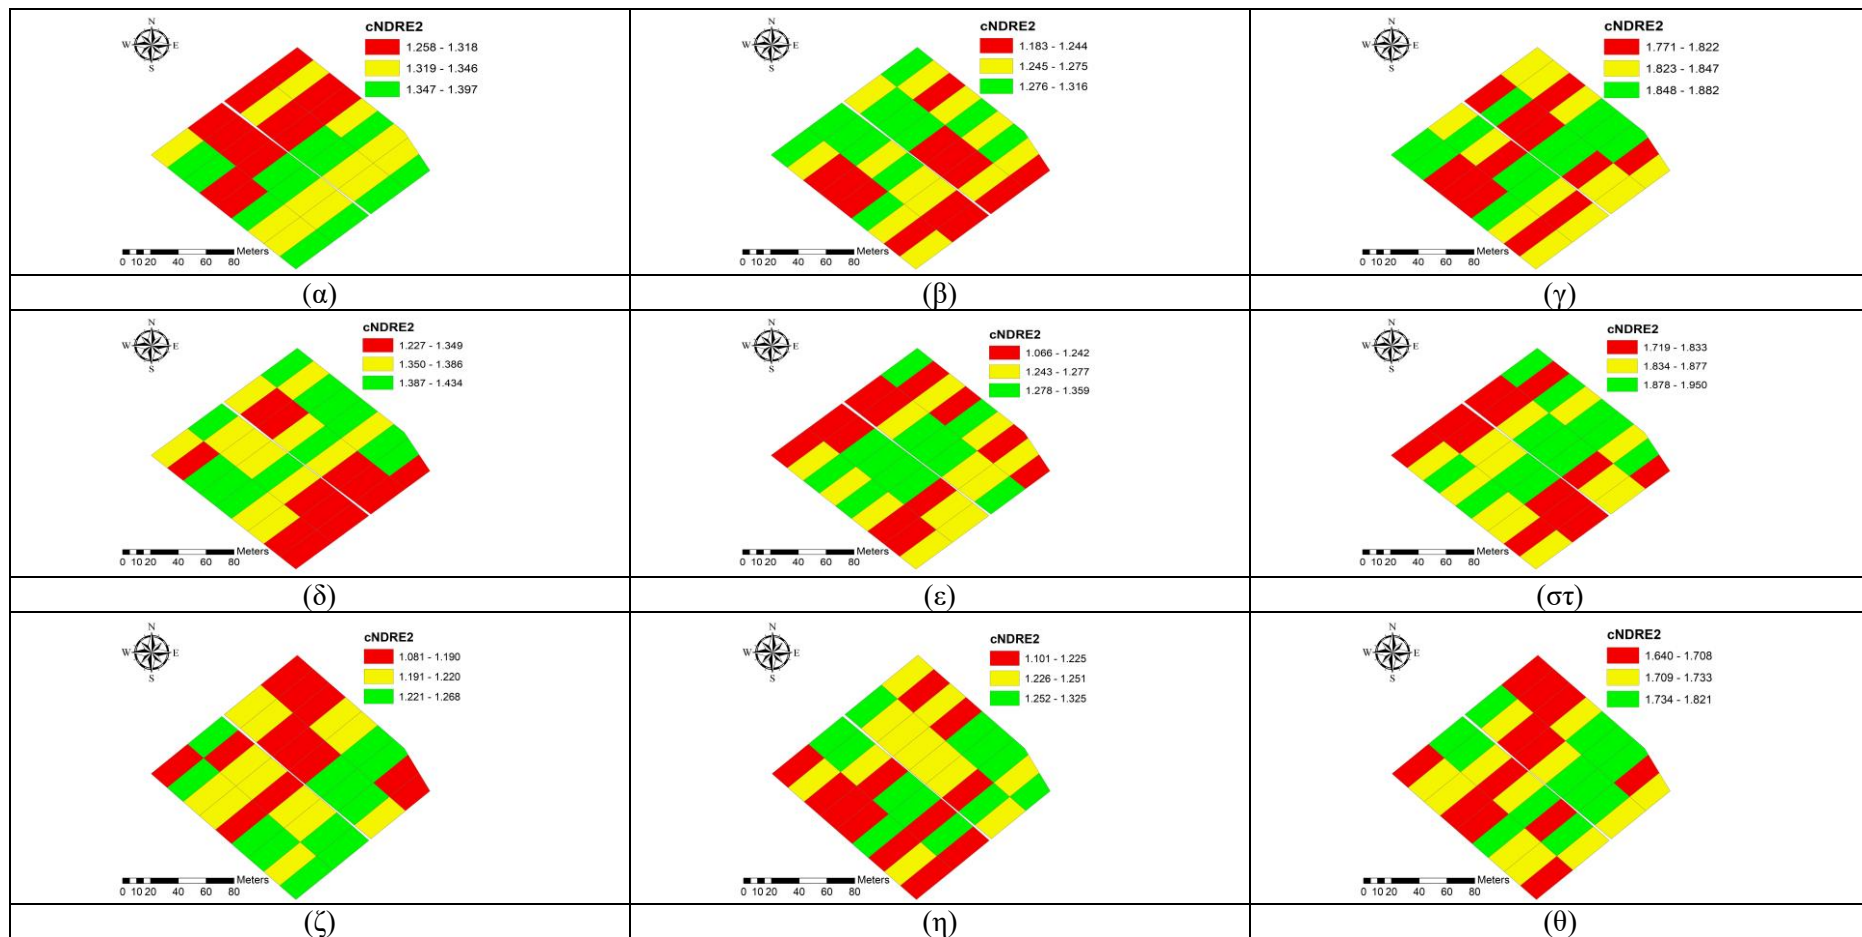 N
W E
S
cNDRE2
1.258 - 1.318
1.319 - 1.346
1.347 - 1.397
Meters
0 10 20 40 60 80
N
W E
S
cNDRE2
1.183 - 1.244
1.245 - 1.275
1.276 - 1.316
Meters
0 10 20 40 60 80
N
W E
S
cNDRE2
1.771 - 1.822
1.823 - 1.847
1.848 - 1.882
Meters
0 10 20 40 60 80
(α)
(β)
(γ)
N
W E
S
cNDRE2
1.227 - 1.349
1.350 - 1.386
1.387 - 1.434
Meters
0 10 20 40 60 80
N
W E
S
cNDRE2
1.066 - 1.242
1.243 - 1.277
1.278 - 1.359
Meters
0 10 20 40 60 80
N
W E
S
cNDRE2
1.719 - 1.833
1.834 - 1.877
1.878 - 1.950
Meters
0 10 20 40 60 80
(δ)
(ε)
(στ)
N
W E
S
cNDRE2
1.081 - 1.190
1.191 - 1.220
1.221 - 1.268
Meters
0 10 20 40 60 80
N
W E
S
cNDRE2
1.101 - 1.225
1.226 - 1.251
1.252 - 1.325
Meters
0 10 20 40 60 80
N
W E
S
cNDRE2
1.640 - 1.708
1.709 - 1.733
1.734 - 1.821
Meters
0 10 20 40 60 80
(ζ)
(η)
(θ)